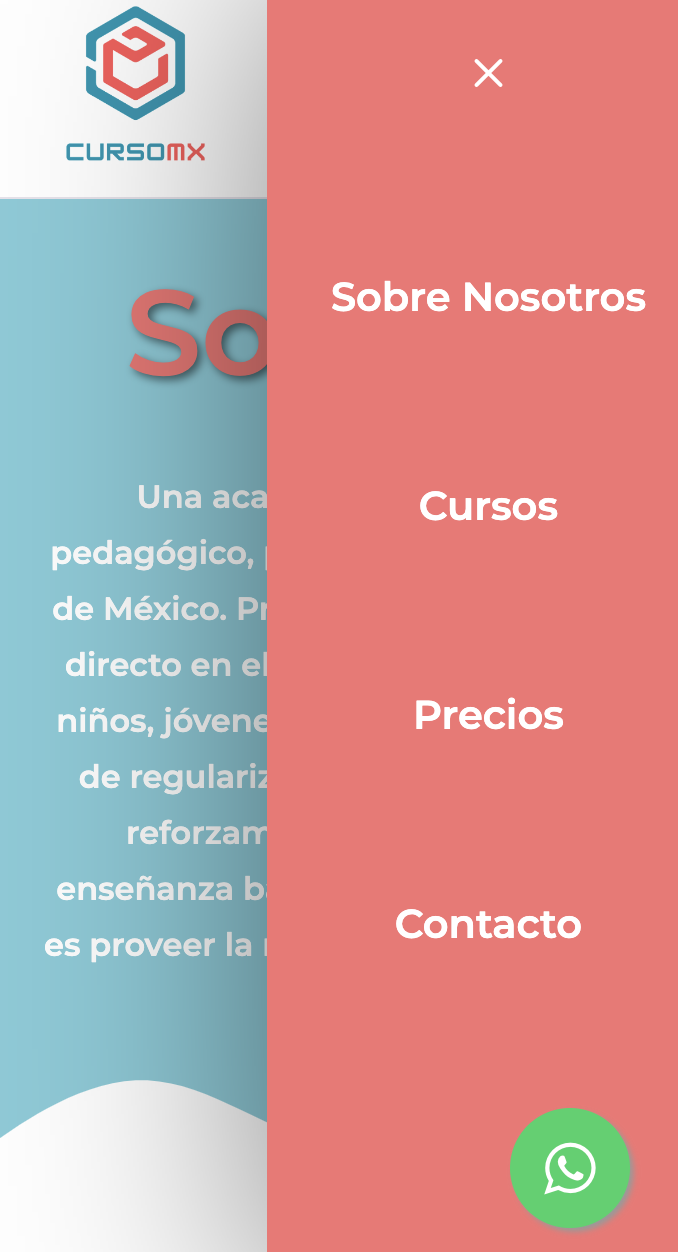 CURSOMX
Sobre Nosotros
Cursos
Precios
Contacto
So
Una aca
pedagógico,
de México. Pr
directo en el
niños, jóvene
de regulariz
reforzam
enseñanza ba
es proveer la